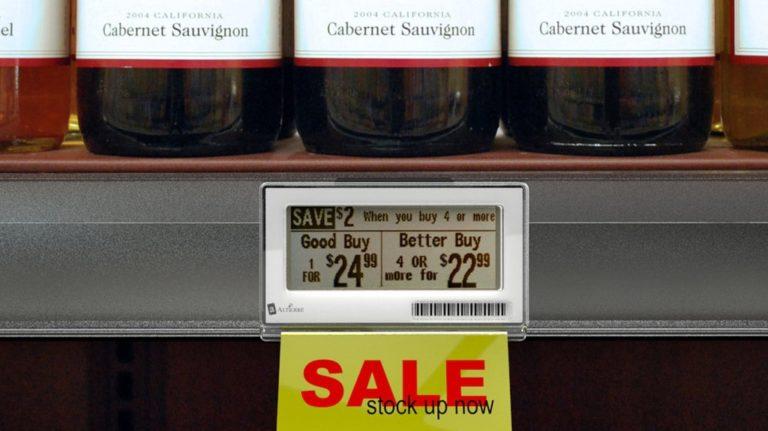 el
2004 CALIFORNIA
Cabernet Sauvignon
2004 CALIFORNIA
Cabernet Sauvignon
2004 CALIFORNIA
Cabernet Sauvignon
SAVE $2 When you buy 4 or more
Good Buy
1 FOR $24.99
Better Buy
4 OR more for $22.99
ALTIERRE
SALE
stock up now